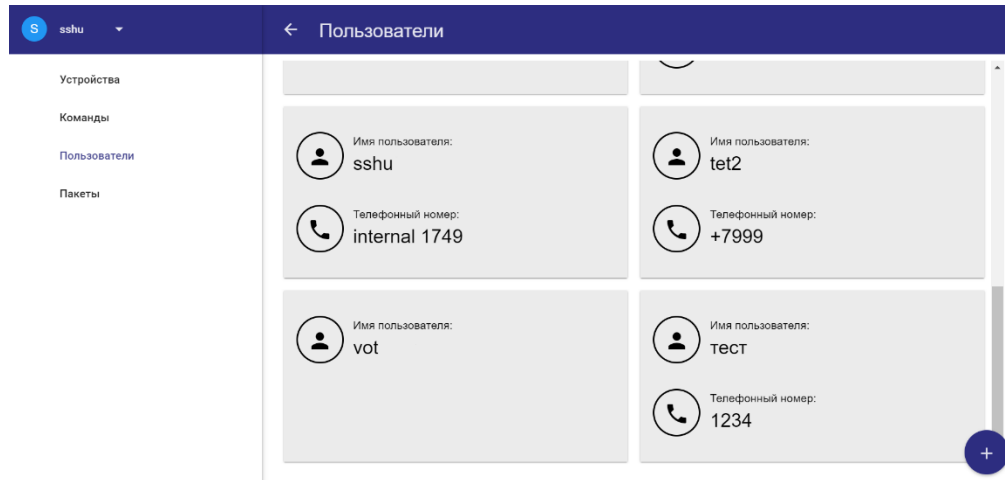 S sshu
Пользователи
Устройства
Команды
Пользователи
Пакеты
Имя пользователя:
sshu
Телефонный номер:
internal 1749
Имя пользователя:
tet2
Телефонный номер:
+7999
Имя пользователя:
vot
Имя пользователя:
тест
Телефонный номер:
1234